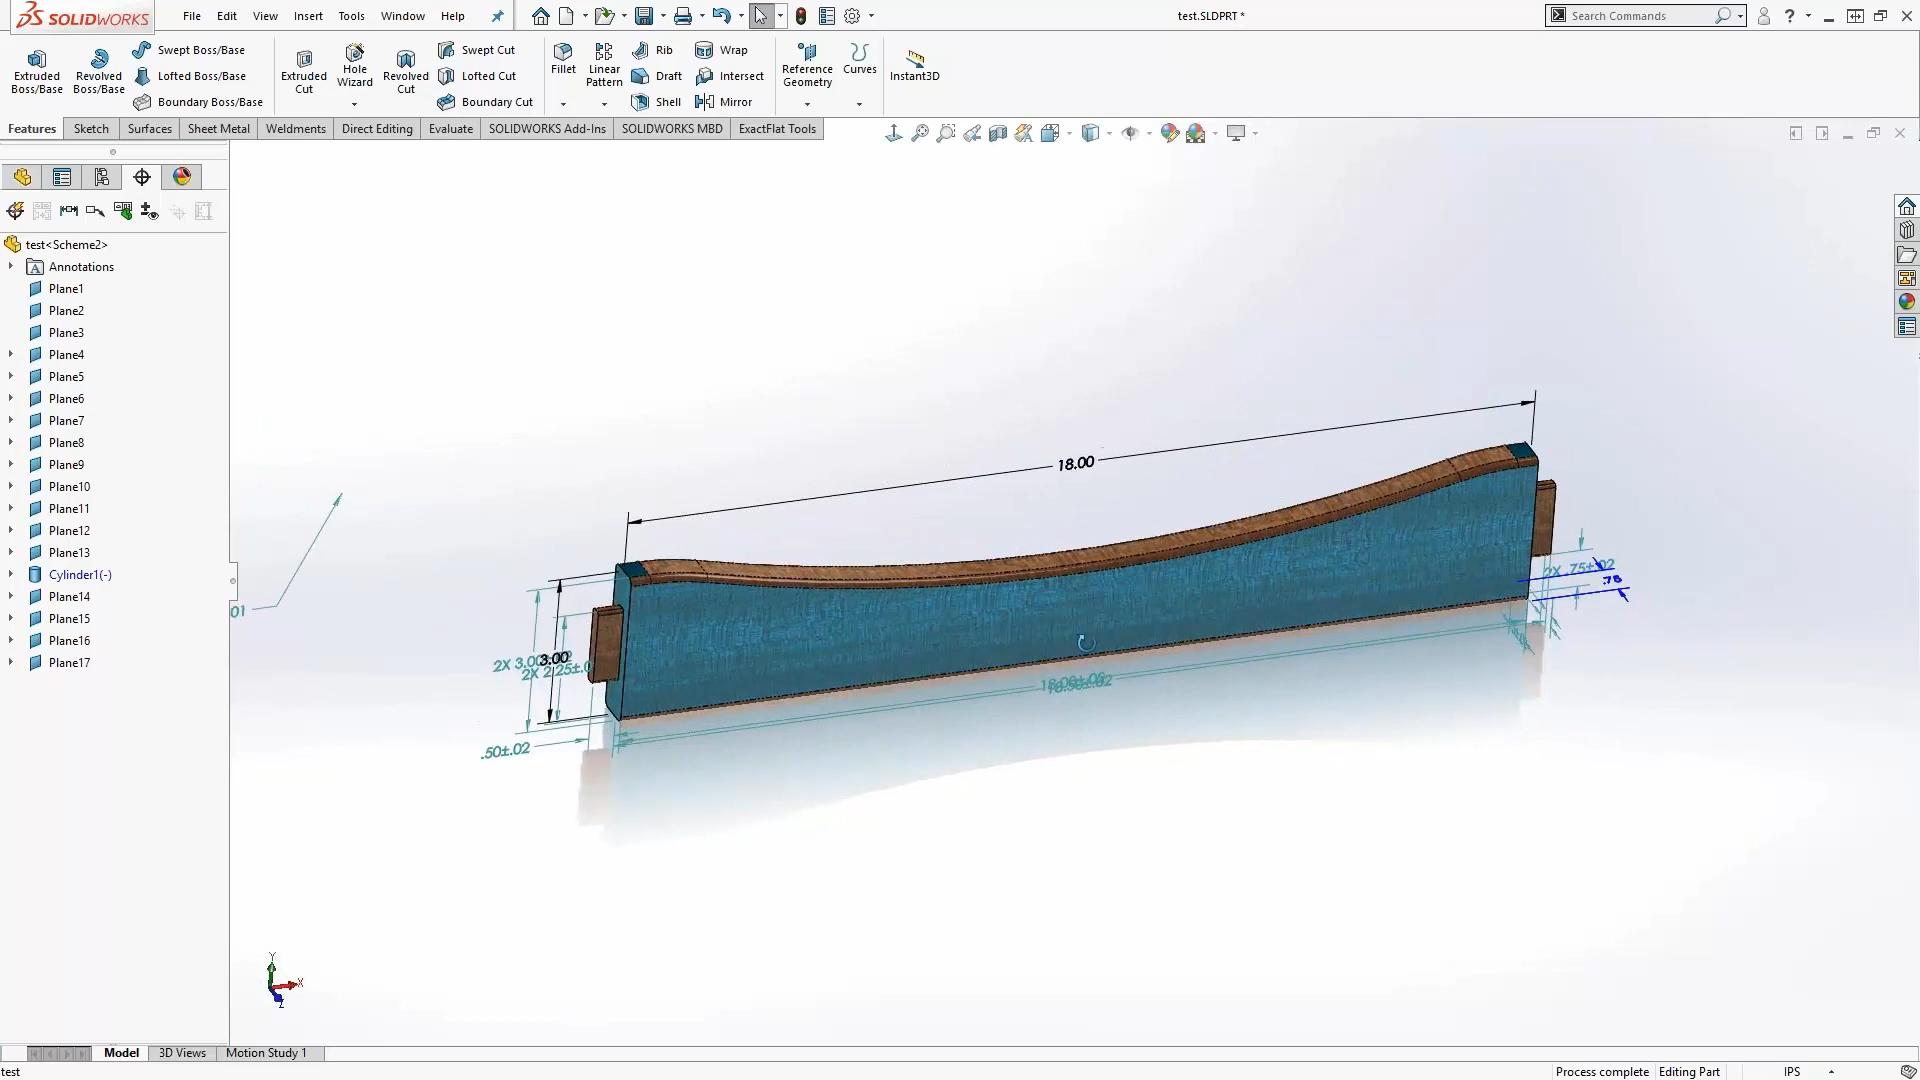 SOLIDWORKS
File Edit View Insert Tools Window Help
test.SLDPRT *
Search Commands
Extruded Boss/Base
Revolved Boss/Base
Swept Boss/Base
Lofted Boss/Base
Boundary Boss/Base
Extruded Cut
Hole Wizard
Revolved Cut
Swept Cut
Lofted Cut
Boundary Cut
Fillet
Linear Pattern
Rib
Draft
Shell
Wrap
Intersect
Mirror
Reference Geometry
Curves
Instant3D
Features Sketch Surfaces Sheet Metal Weldments Direct Editing Evaluate SOLIDWORKS Add-Ins SOLIDWORKS MBD ExactFlat Tools
test<Scheme2>
Annotations
Plane1
Plane2
Plane3
Plane4
Plane5
Plane6
Plane7
Plane8
Plane9
Plane10
Plane11
Plane12
Plane13
Cylinder1(-)
Plane14
Plane15
Plane16
Plane17
18.00
2X .75±.02
.75
01
3.00
.50±.02
Y
X
Z
Model 3D Views Motion Study 1
test
Process complete Editing Part IPS